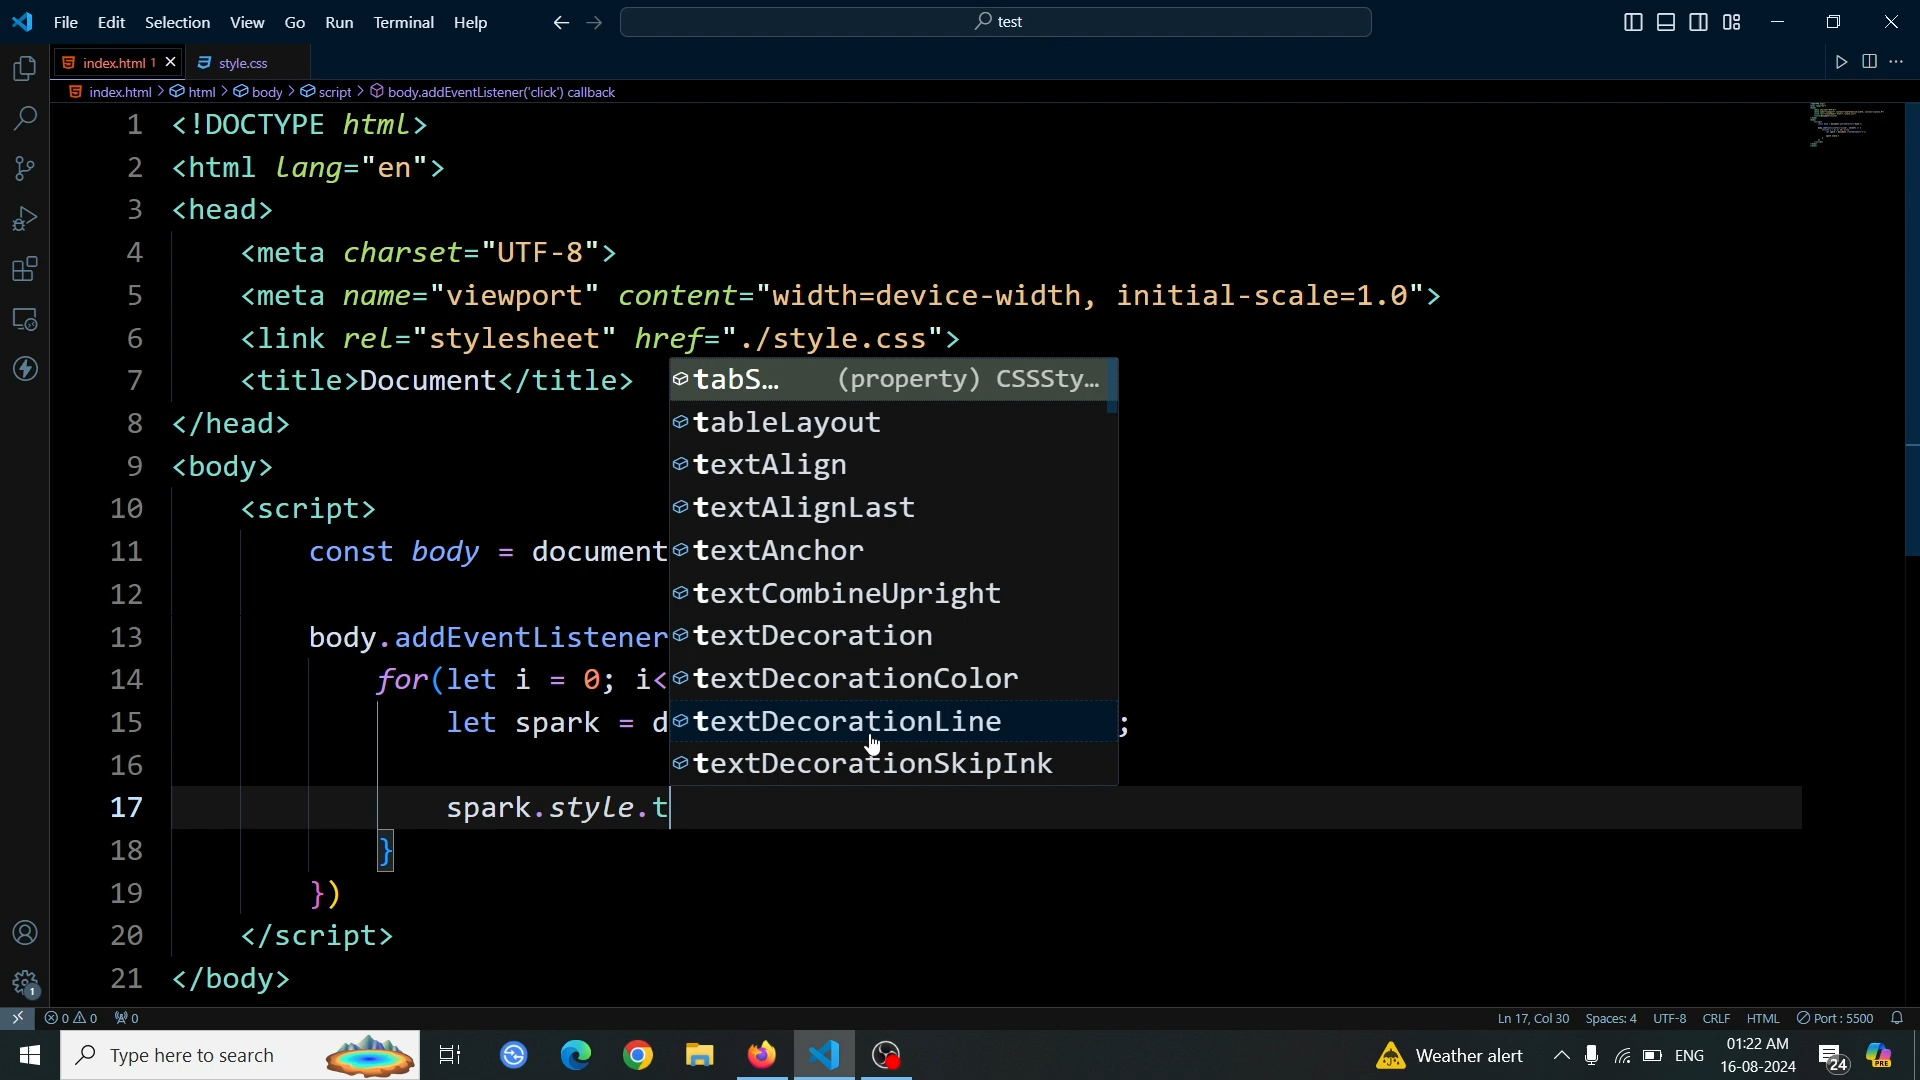 File Edit Selection View Go Run Terminal Help
test
index.html 1
style.css
index.html > html > body > script > body.addEventListener('click') callback
1 <!DOCTYPE html>
2 <html lang="en">
3 <head>
4 <meta charset="UTF-8">
5 <meta name="viewport" content="width=device-width, initial-scale=1.0">
6 <link rel="stylesheet" href="./style.css">
7 <title>Document</title>
tabS... (property) CSSSty...
8 </head>
tableLayout
9 <body>
textAlign
10 <script>
textAlignLast
11 const body = document
textAnchor
12
textCombineUpright
13 body.addEventListener
textDecoration
14 for(let i = 0; i<
textDecorationColor
15 let spark = d
textDecorationLine
;
16
textDecorationSkipInk
17 spark.style.t
18 }
19 })
20 </script>
21 </body>
1
0 0 0
Ln 17, Col 30 Spaces: 4 UTF-8 CRLF HTML Port : 5500
Type here to search
Weather alert
ENG
01:22 AM
16-08-2024
24
PRE